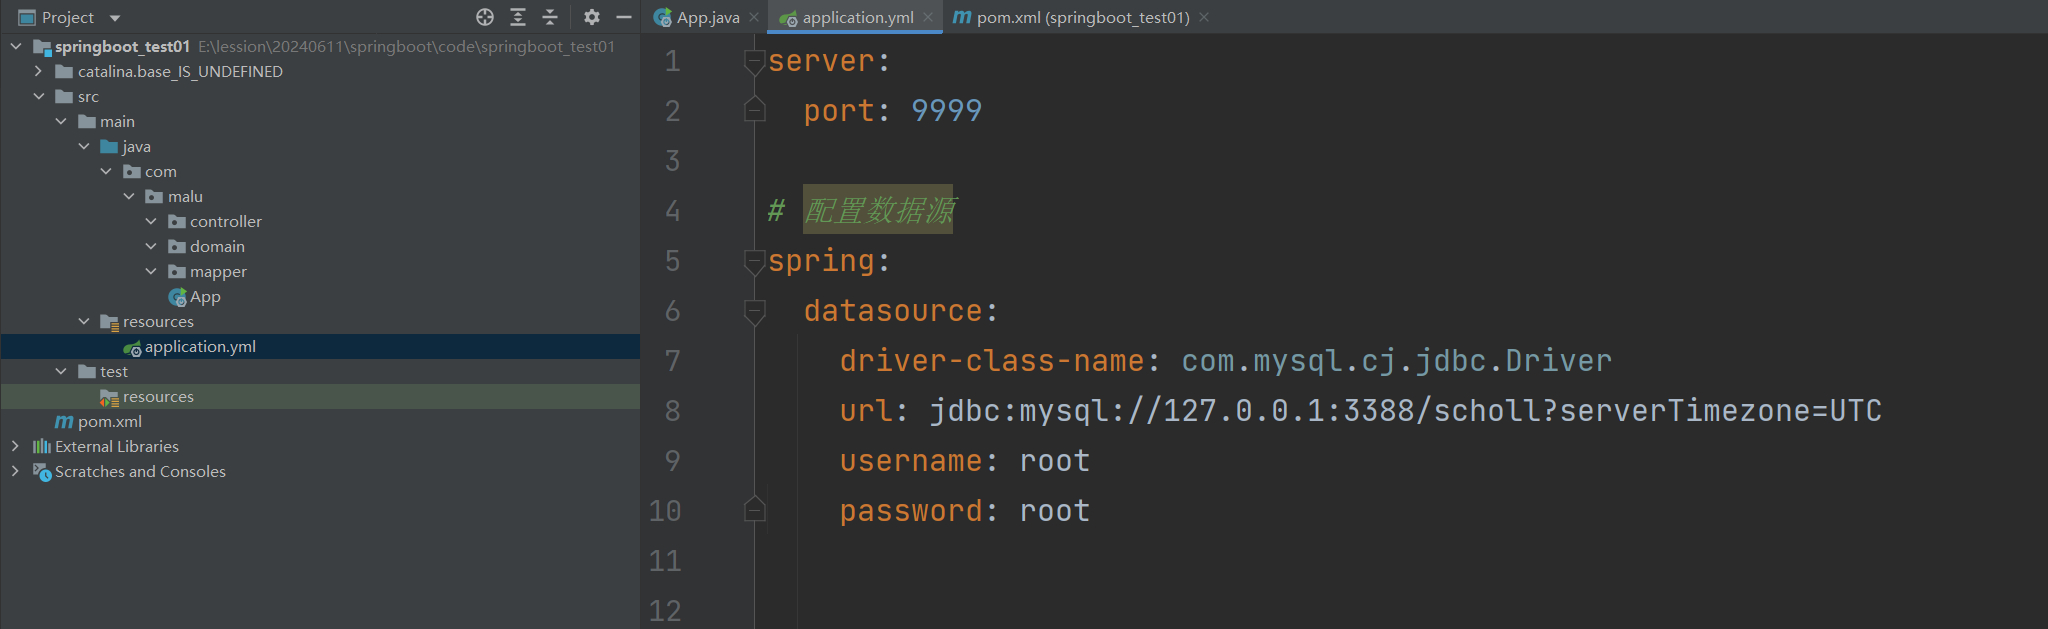 Project
springboot_test01 E:\lession\20240611\springboot\code\springboot_test01
catalina.base_IS_UNDEFINED
src
main
java
com
malu
controller
domain
mapper
App
resources
application.yml
test
resources
pom.xml
External Libraries
Scratches and Consoles
App.java
application.yml
pom.xml (springboot_test01)
1 server:
2 port: 9999
3
4 # 配置数据源
5 spring:
6 datasource:
7 driver-class-name: com.mysql.cj.jdbc.Driver
8 url: jdbc:mysql://127.0.0.1:3388/scholl?serverTimezone=UTC
9 username: root
10 password: root
11
12